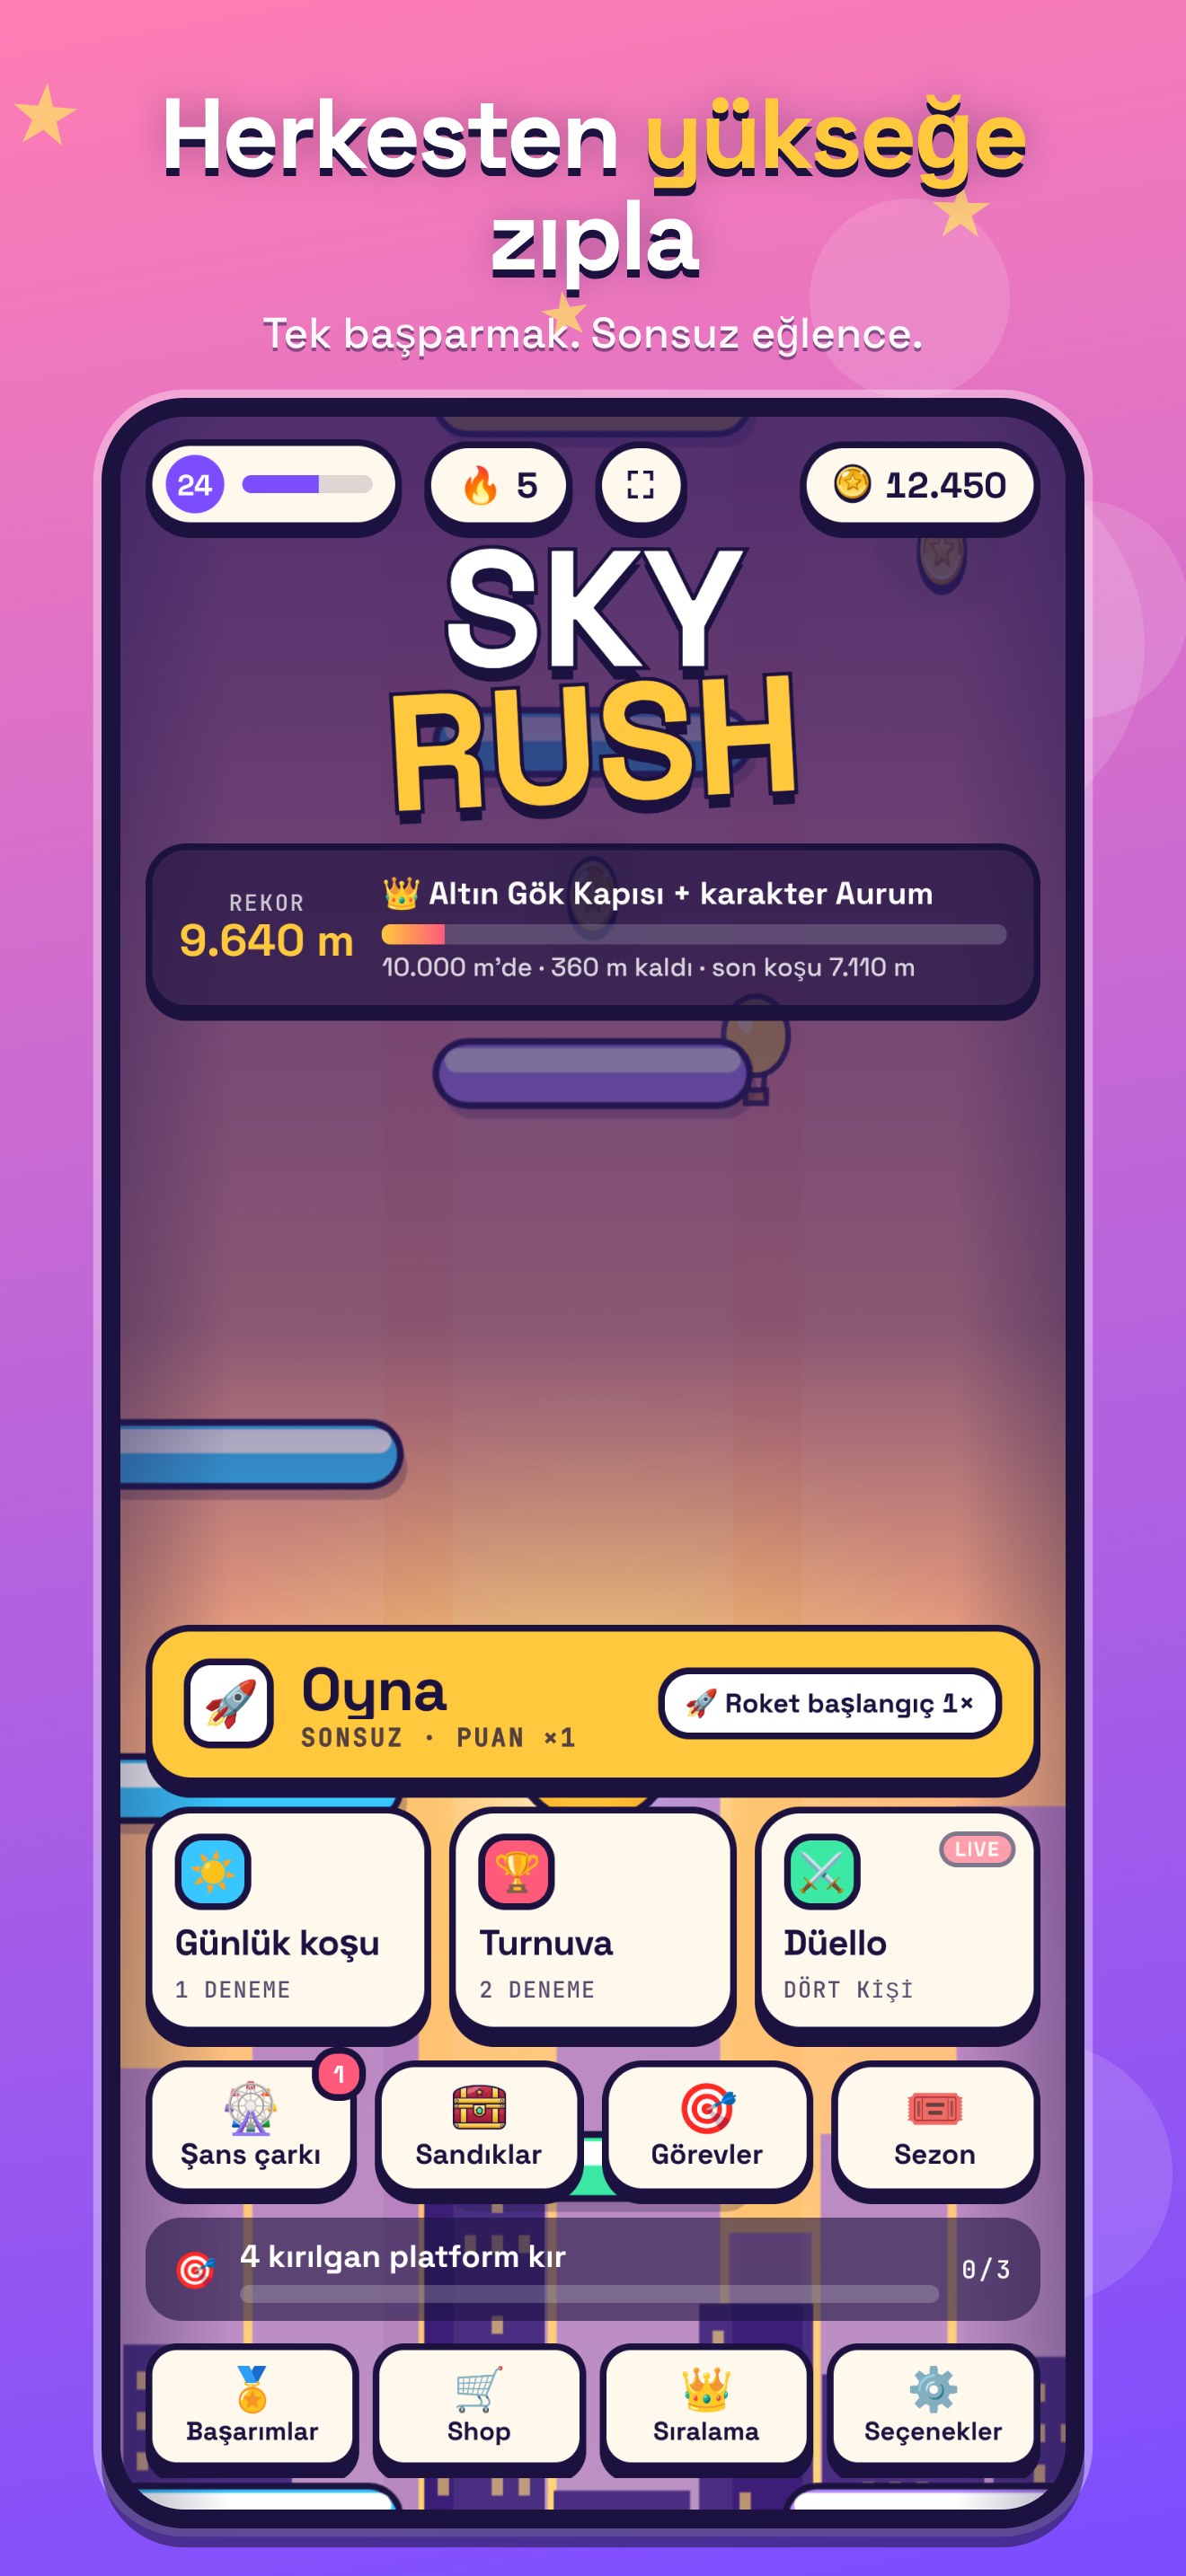 Herkesten yükseğe
zıpla
Tek başparmak. Sonsuz eğlence.
24
5
12.450
SKY
RUSH
REKOR
9.640 m
Altın Gök Kapısı + karakter Aurum
10.000 m’de · 360 m kaldı · son koşu 7.110 m
Oyna
SONSUZ · PUAN ×1
Roket başlangıç 1×
Günlük koşu
1 DENEME
Turnuva
2 DENEME
LIVE
Düello
DÖRT KİŞİ
1
Şans çarkı
Sandıklar
Görevler
Sezon
4 kırılgan platform kır
0/3
Başarımlar
Shop
Sıralama
Seçenekler